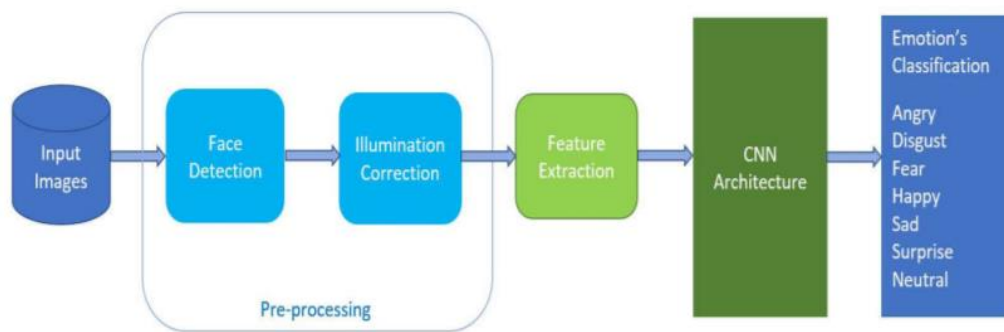 Input
Images
Face
Detection
Illumination
Correction
Pre-processing
Feature
Extraction
CNN
Architecture
Emotion's
Classification
Angry
Disgust
Fear
Happy
Sad
Surprise
Neutral